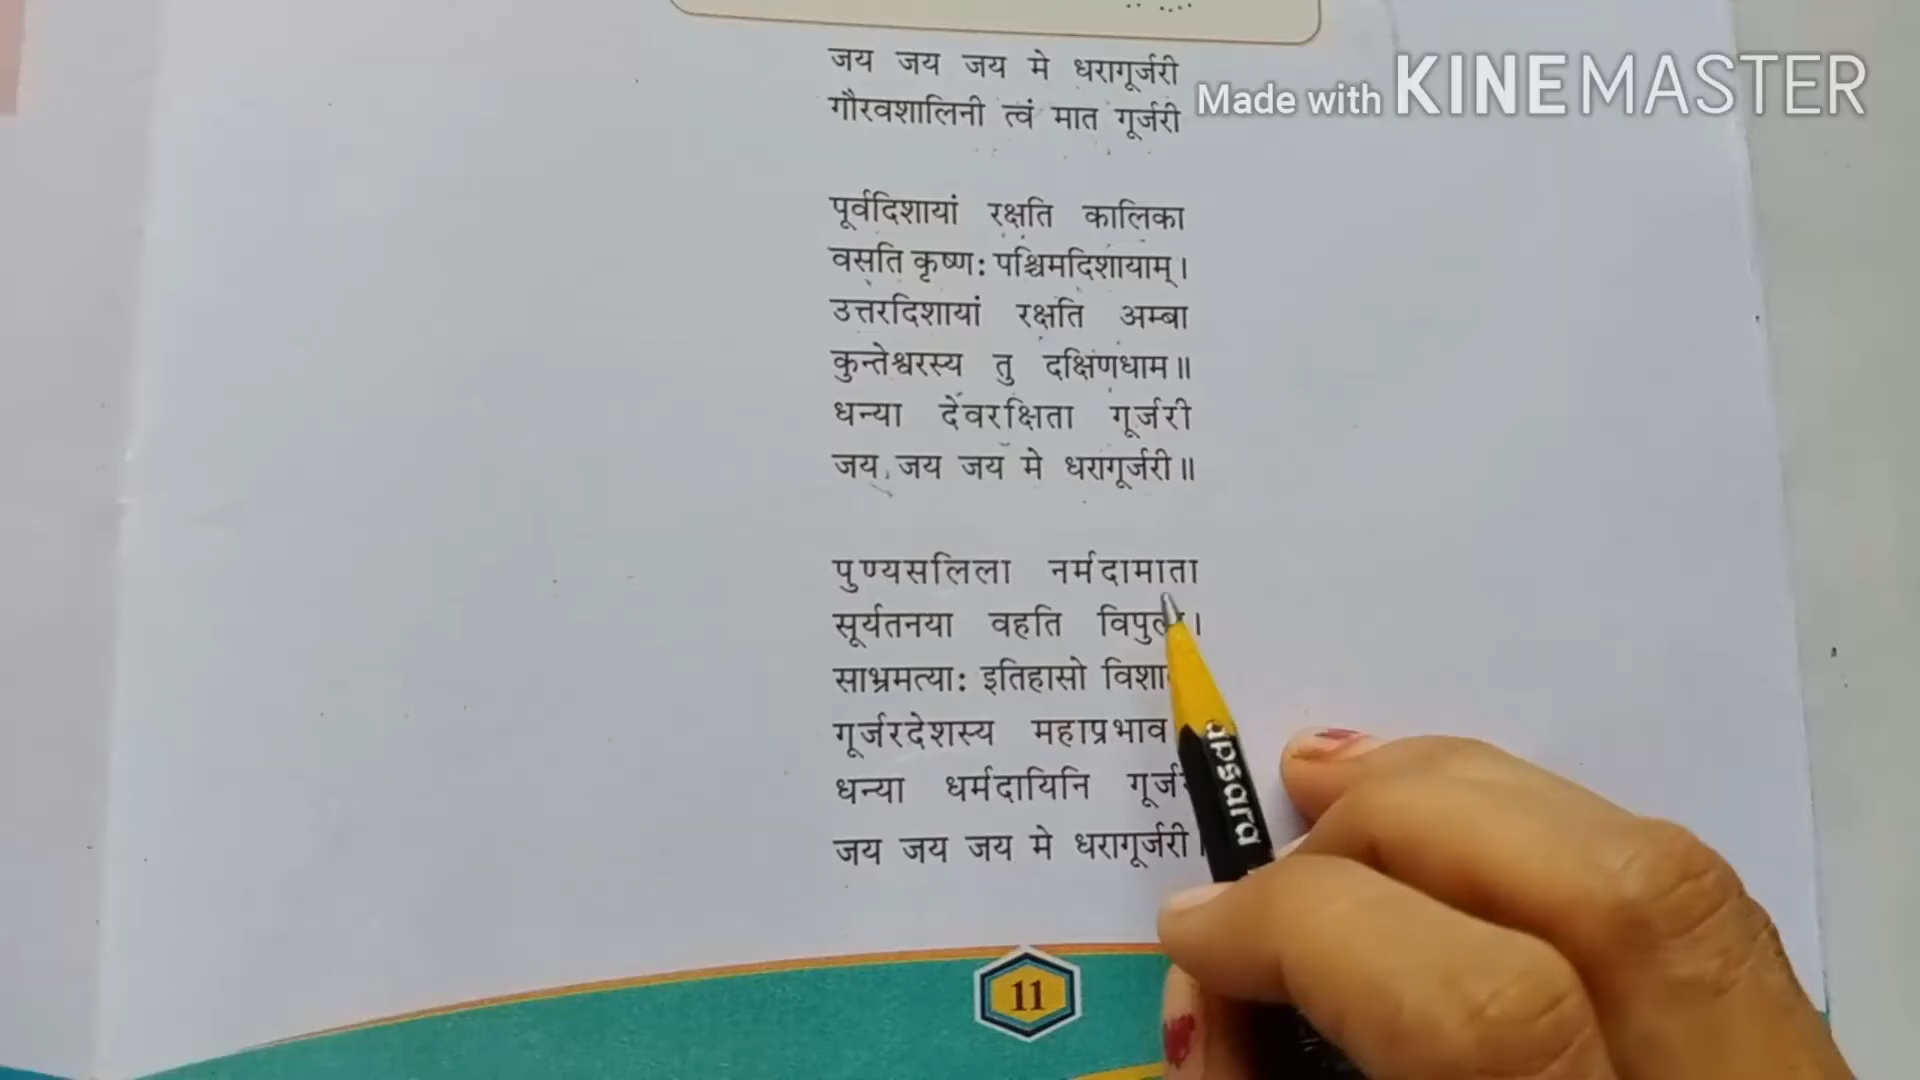 जय जय जय मे धरागूर्जरी
गौरवशालिनी त्वं मात गूर्जरी
Made with KINEMASTER
पूर्वदिशायां रक्षति कालिका
वसति कृष्णः पश्चिमदिशायाम्।
उत्तरदिशायां रक्षति अम्बा
कुन्तेश्वरस्य तु दक्षिणधाम॥
धन्या देवरक्षिता गूर्जरी
जय जय जय मे धरागूर्जरी॥
पुण्यसलिला नर्मदामाता
सूर्यतनया वहति
साभ्रमत्याः इतिहासो
गूर्जरदेशस्य महाप्रभाव
धन्या धर्मदायिनि
जय जय जय मे धरागूर्जरी।
apsara
11